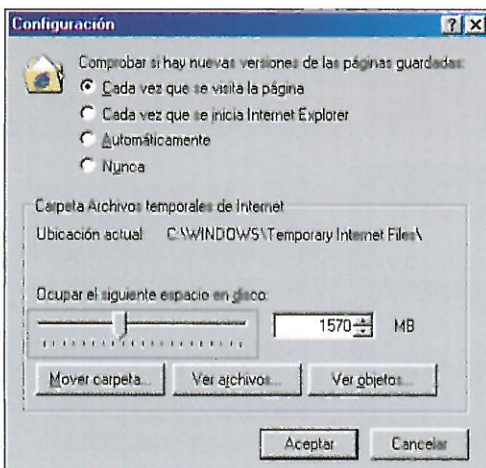 Configuración
Comprobar si hay nuevas versiones de las páginas guardadas:
Cada vez que se visita la página
Cada vez que se inicia Internet Explorer
Automáticamente
Nunca
Carpeta Archivos temporales de Internet
Ubicación actual: C:\WINDOWS\Temporary Internet Files\
Ocupar el siguiente espacio en disco:
1570 MB
Mover carpeta... Ver archivos... Ver objetos...
Aceptar Cancelar